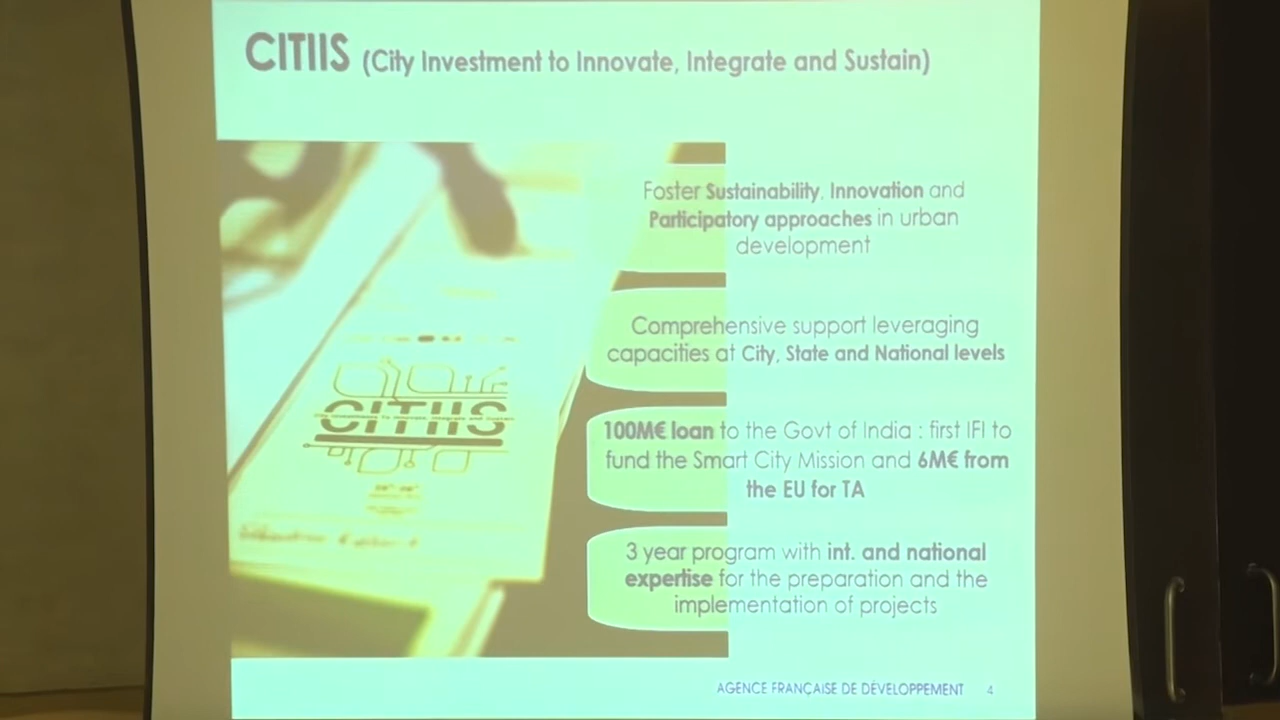 CITIIS (City Investment to Innovate, Integrate and Sustain)
Foster Sustainability, Innovation and
Participatory approaches in urban
development
Comprehensive support leveraging
capacities at City, State and National levels
100M€ loan to the Govt of India : first IFI to
fund the Smart City Mission and 6M€ from
the EU for TA
3 year program with int. and national
expertise for the preparation and the
implementation of projects
CITIIS
AGENCE FRANÇAISE DE DÉVELOPPEMENT 4